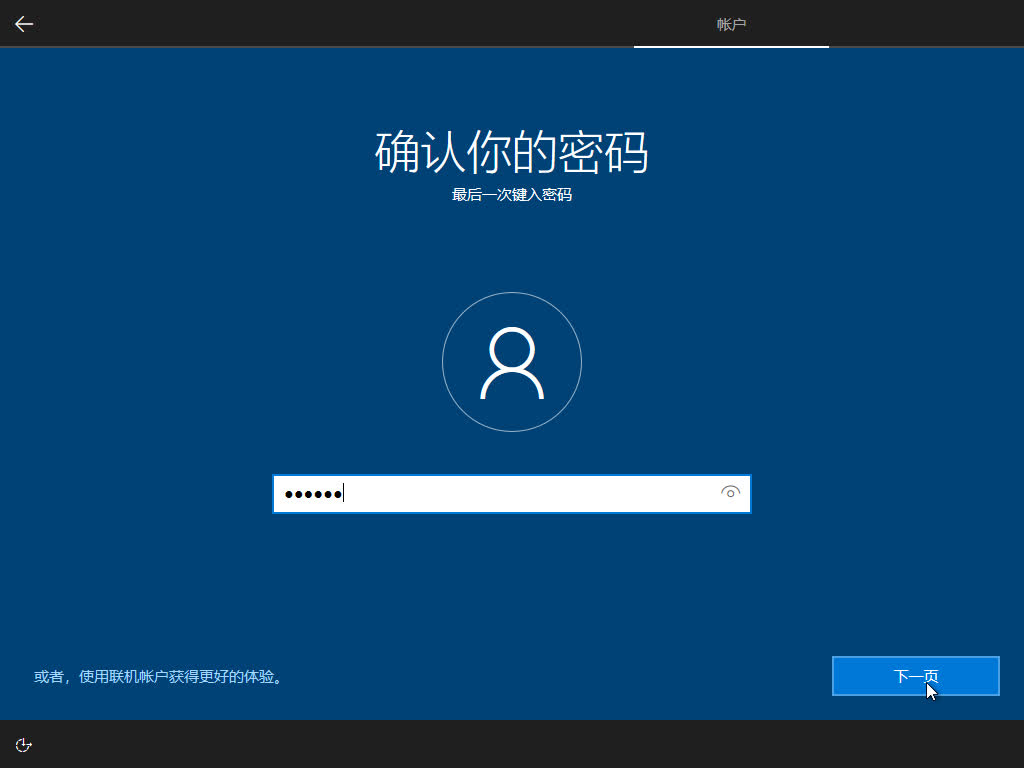 帐户
确认你的密码
最后一次键入密码
●●●●●●
或者，使用联机帐户获得更好的体验。
下一页